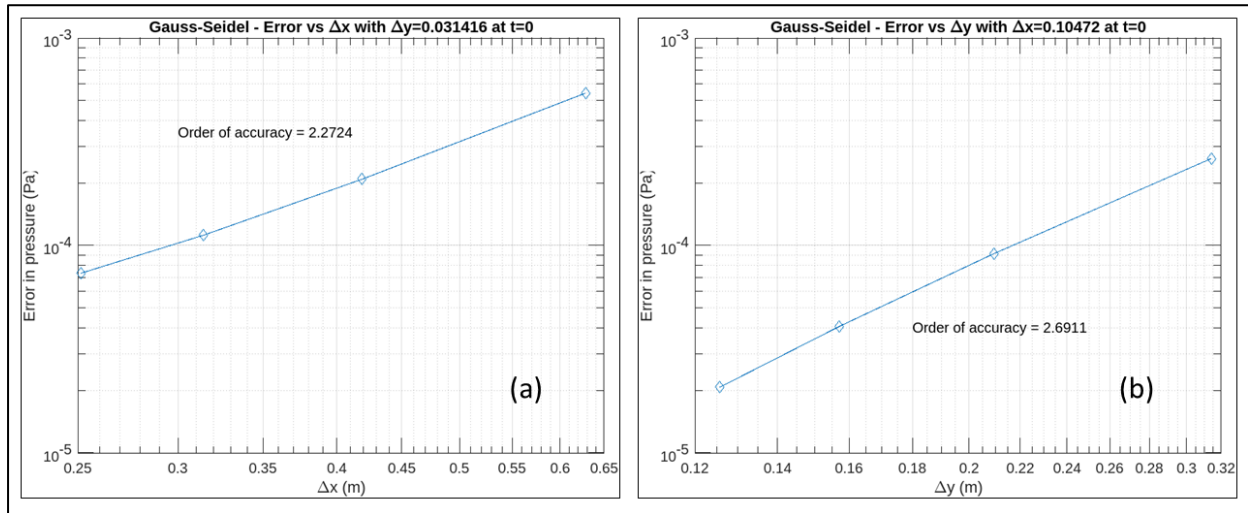 Gauss-Seidel - Error vs Δx with Δy=0.031416 at t=0
10⁻³
Order of accuracy = 2.2724
Error in pressure (Pa)
10⁻⁴
(a)
10⁻⁵
0.25 0.3 0.35 0.4 0.45 0.5 0.55 0.6 0.65
Δx (m)
Gauss-Seidel - Error vs Δy with Δx=0.10472 at t=0
10⁻³
Error in pressure (Pa)
10⁻⁴
Order of accuracy = 2.6911
(b)
10⁻⁵
0.12 0.14 0.16 0.18 0.2 0.22 0.24 0.26 0.28 0.3 0.32
Δy (m)